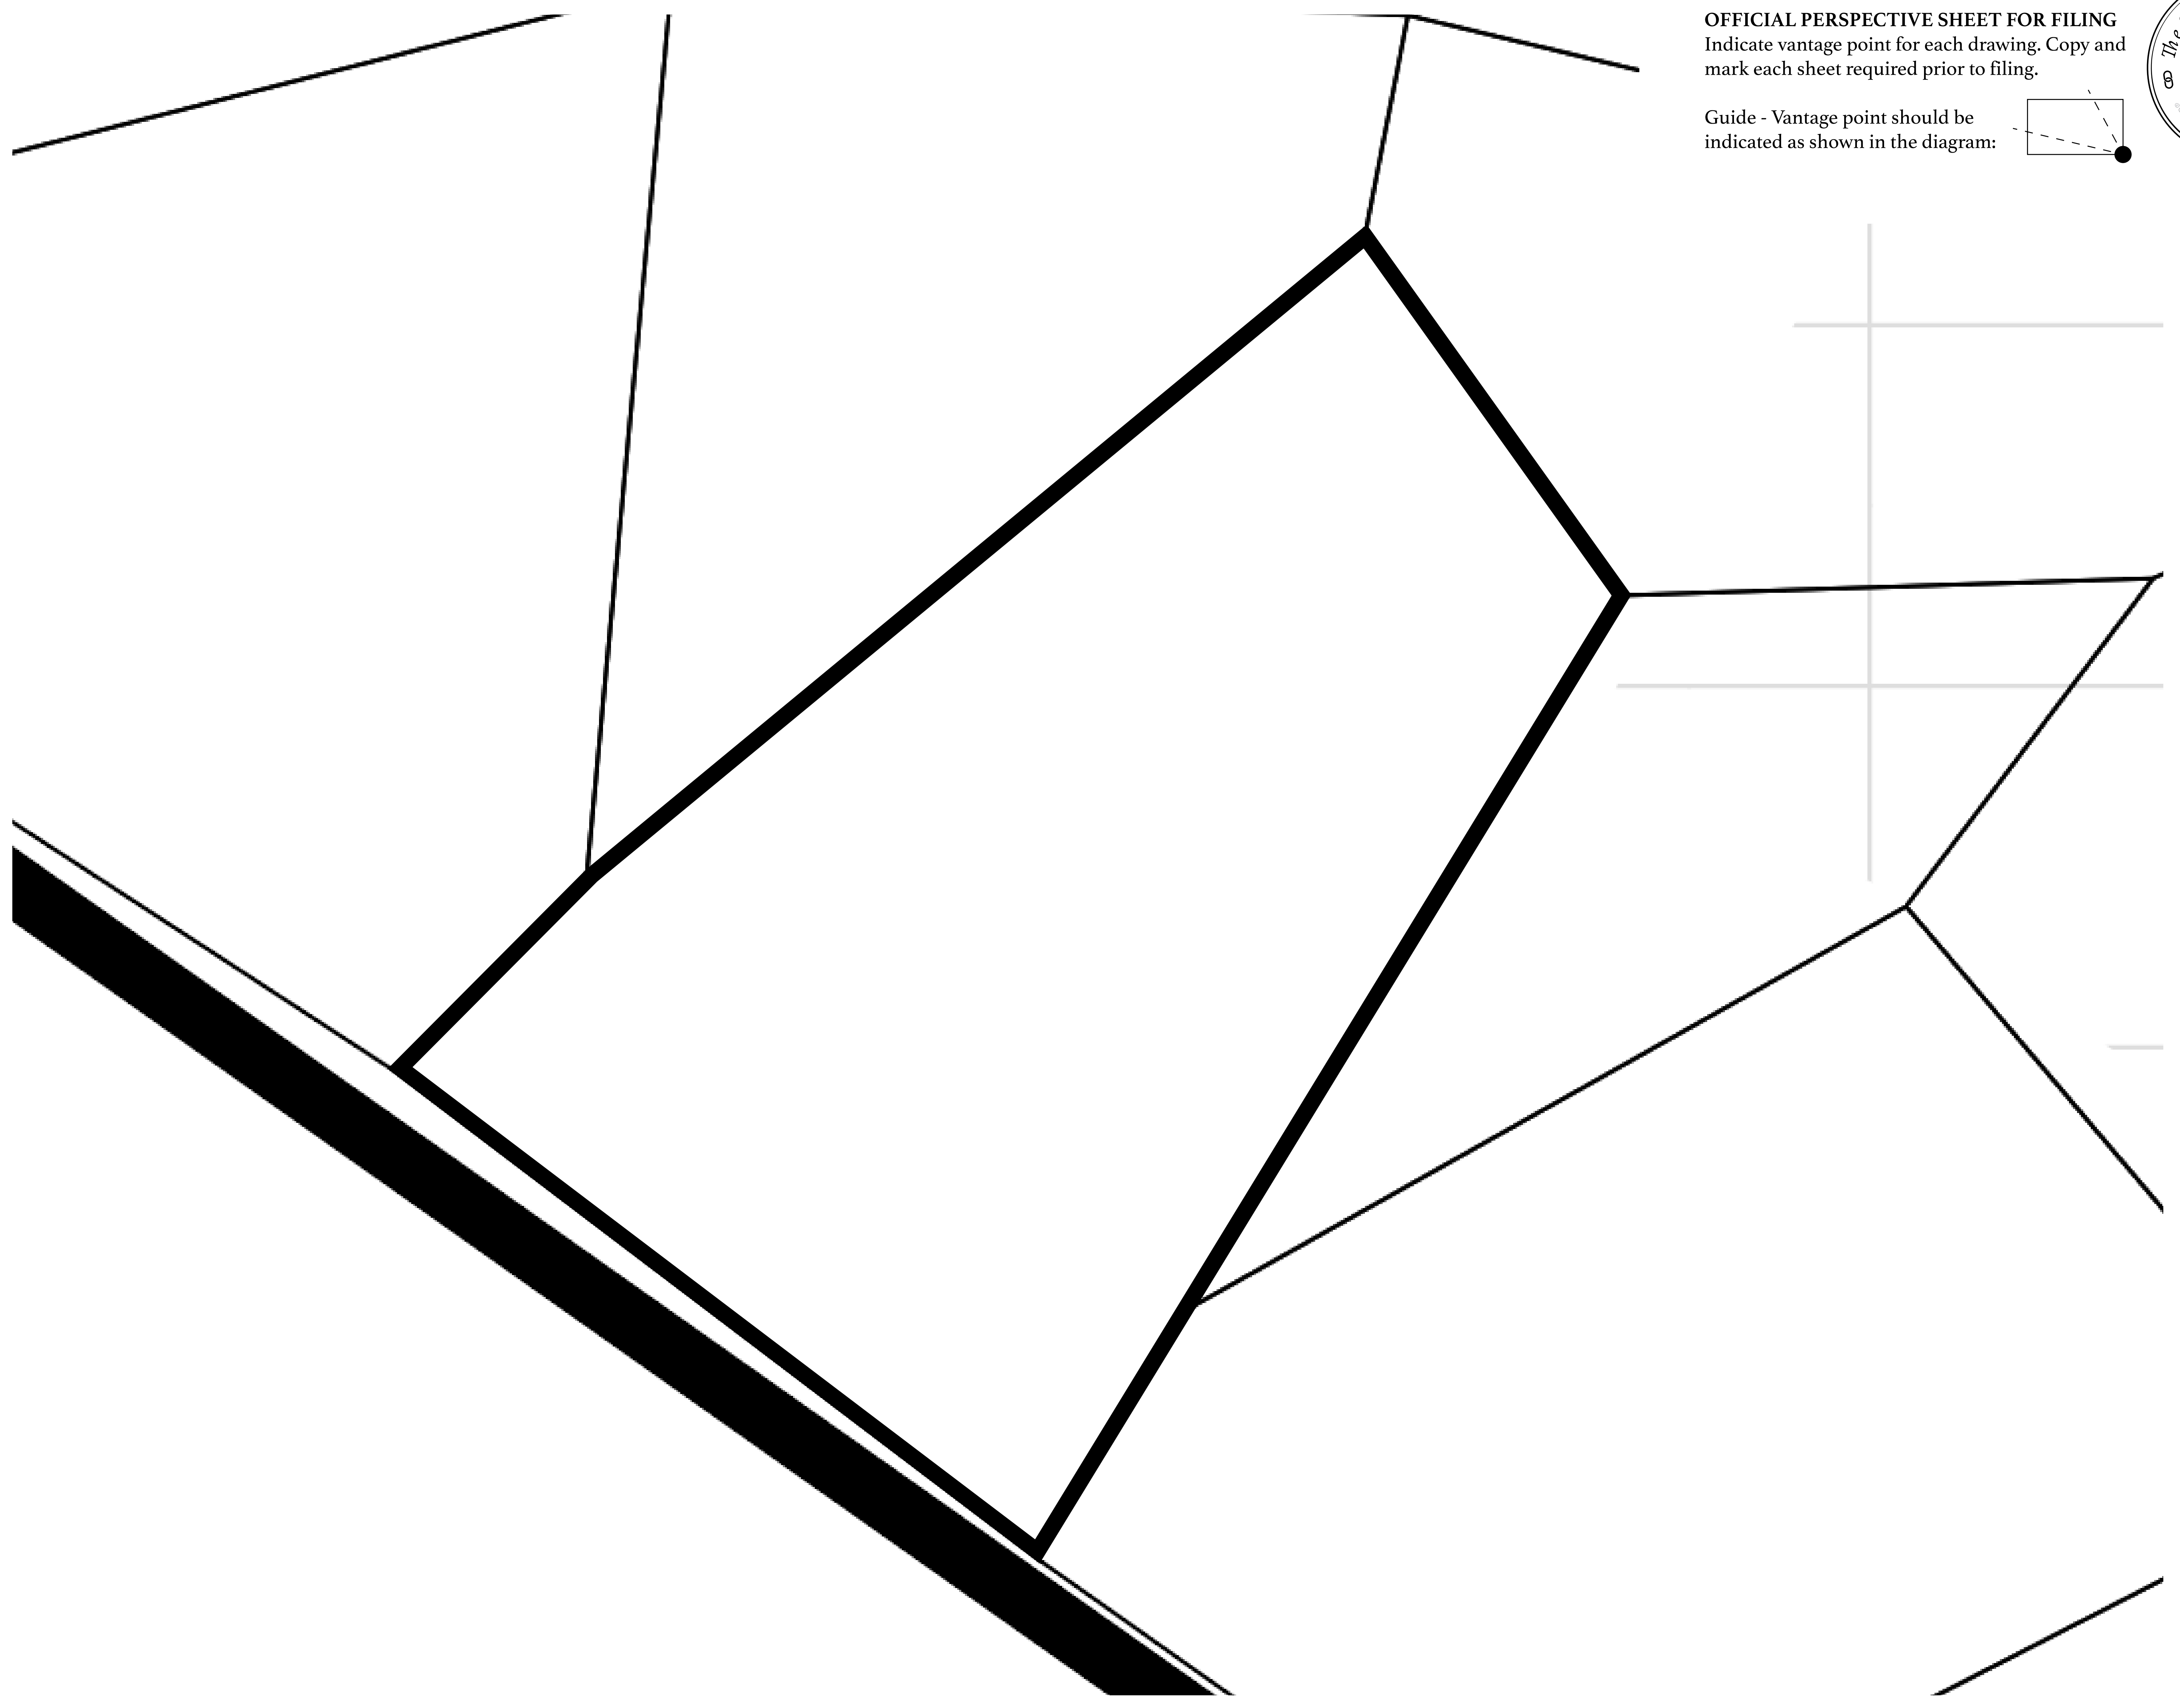 OFFICIAL PERSPECTIVE SHEET FOR FILING
Indicate vantage point for each drawing. Copy and
mark each sheet required prior to filing.
Guide - Vantage point should be
indicated as shown in the diagram:
The